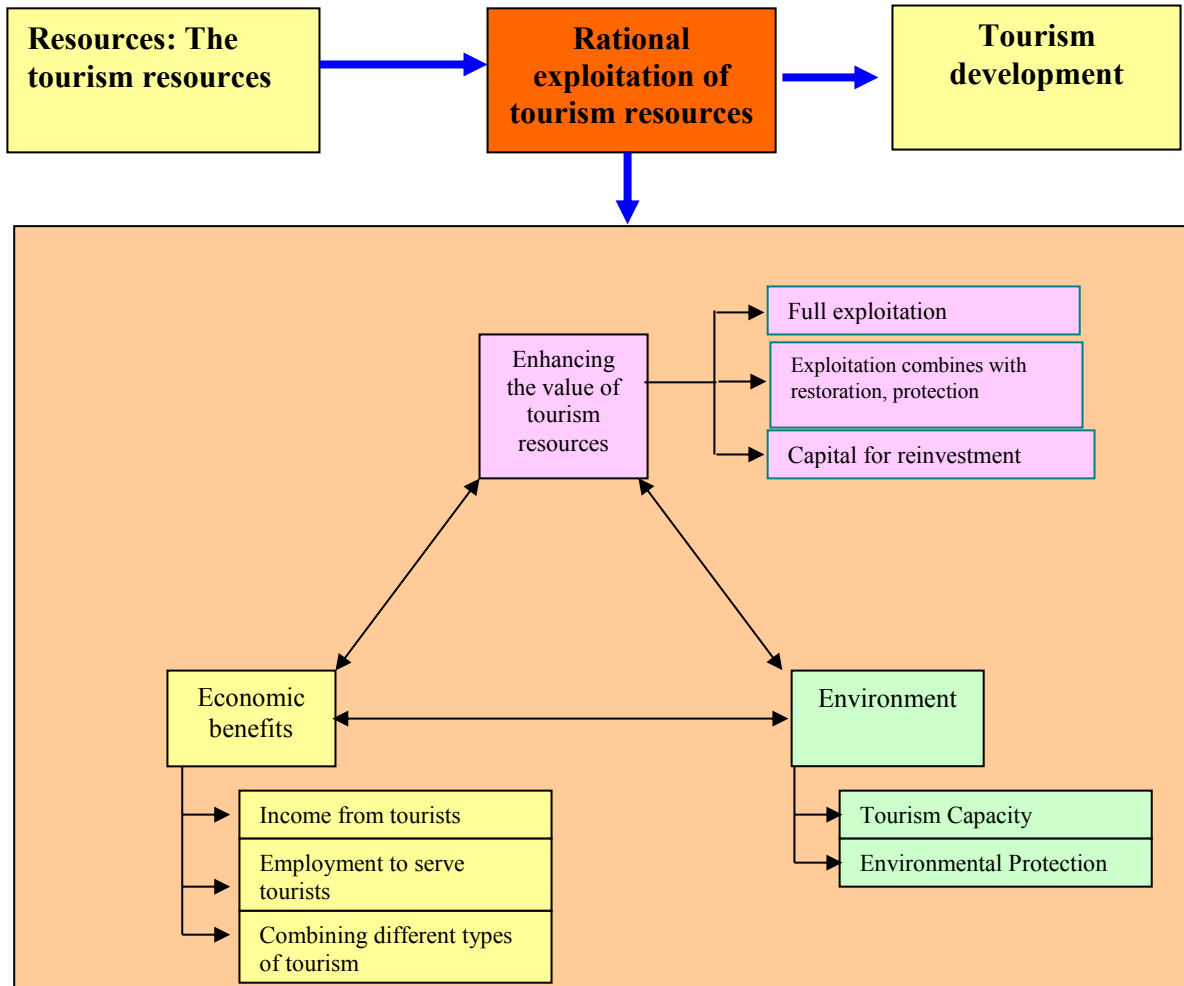 Resources: The
tourism resources
Rational
exploitation of
tourism resources
Tourism
development
Enhancing
the value of
tourism
resources
Full exploitation
Exploitation combines with
restoration, protection
Capital for reinvestment
Economic
benefits
Income from tourists
Employment to serve
tourists
Combining different types
of tourism
Environment
Tourism Capacity
Environmental Protection